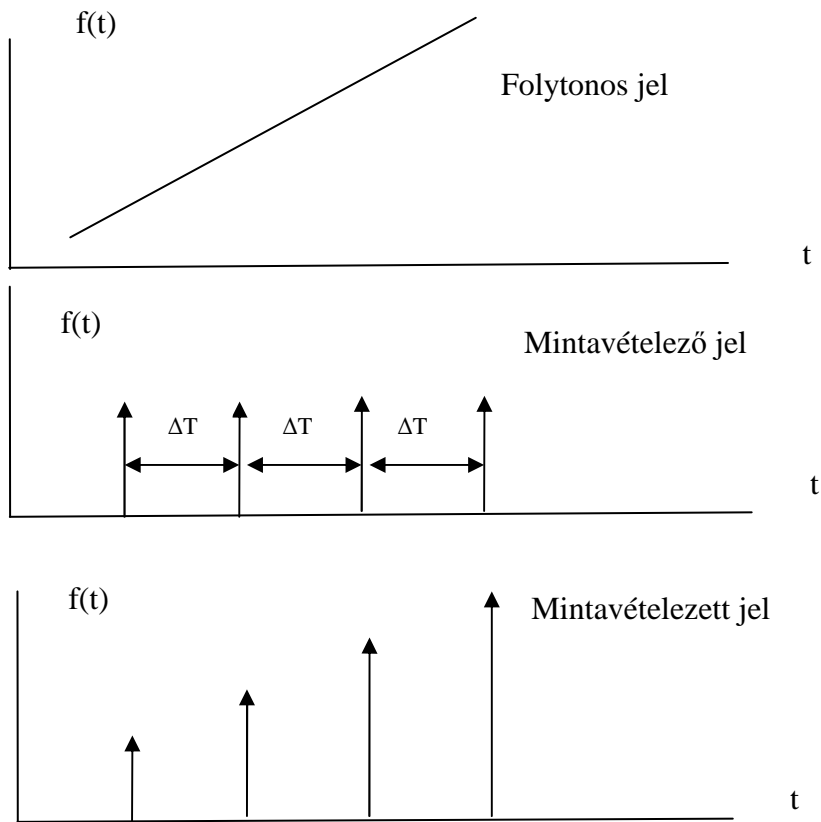 f(t)
Folytonos jel
t
f(t)
Mintavételező jel
ΔT ΔT ΔT
t
f(t)
Mintavételezett jel
t